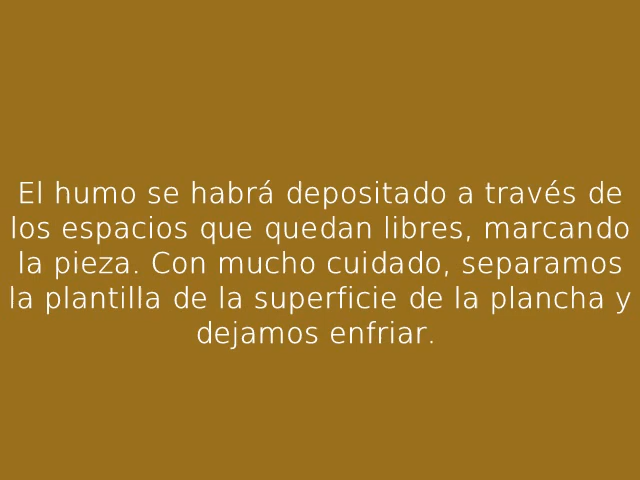 El humo se habrá depositado a través de
los espacios que quedan libres, marcando
la pieza. Con mucho cuidado, separamos
la plantilla de la superficie de la plancha y
dejamos enfriar.